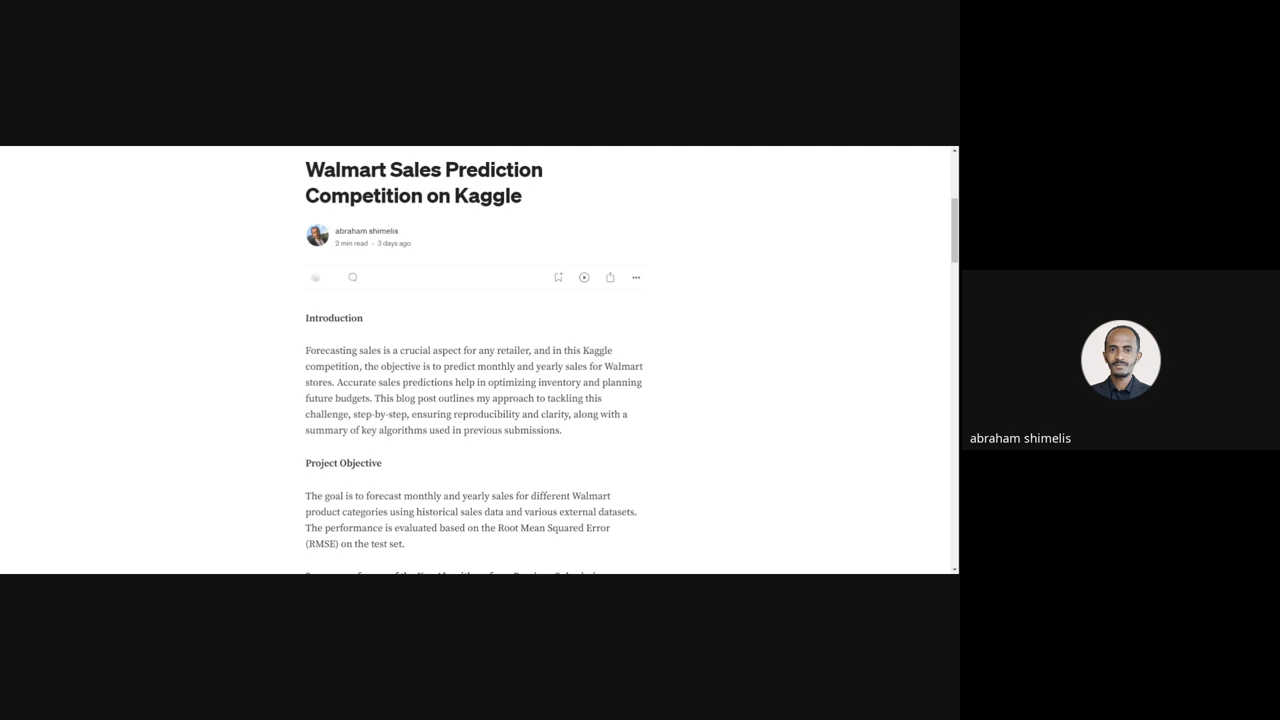 Walmart Sales Prediction
Competition on Kaggle
abraham shimelis
2 min read · 3 days ago
Introduction
Forecasting sales is a crucial aspect for any retailer, and in this Kaggle
competition, the objective is to predict monthly and yearly sales for Walmart
stores. Accurate sales predictions help in optimizing inventory and planning
future budgets. This blog post outlines my approach to tackling this
challenge, step-by-step, ensuring reproducibility and clarity, along with a
summary of key algorithms used in previous submissions.
Project Objective
The goal is to forecast monthly and yearly sales for different Walmart
product categories using historical sales data and various external datasets.
The performance is evaluated based on the Root Mean Squared Error
(RMSE) on the test set.
abraham shimelis